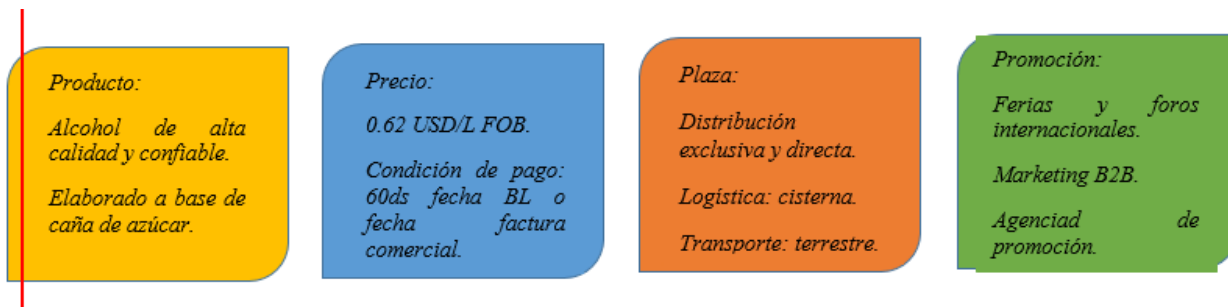 Producto:
Alcohol de alta
calidad y confiable.
Elaborado a base de
caña de azúcar.
Precio:
0.62 USD/L FOB.
Condición de pago:
60ds fecha BL o
fecha factura
comercial.
Plaza:
Distribución
exclusiva y directa.
Logística: cisterna.
Transporte: terrestre.
Promoción:
Ferias y foros
internacionales.
Marketing B2B.
Agenciad de
promoción.